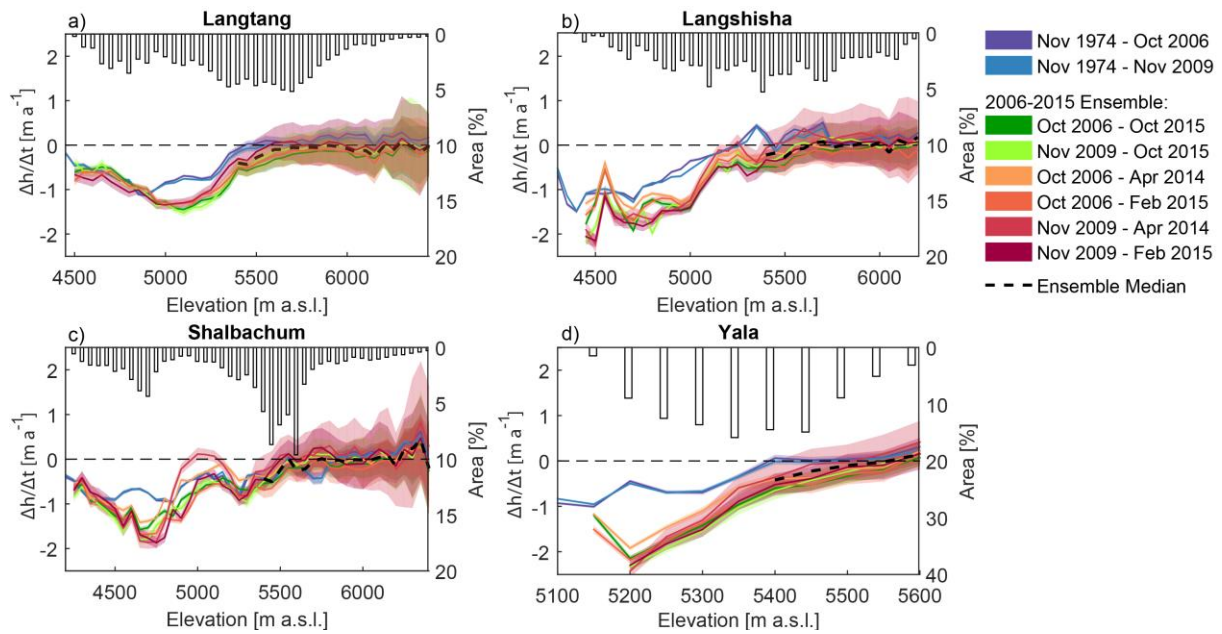 a) Langtang
2
1
0
-1
-2
Δh/Δt [m a⁻¹]
0
5
10
15
20
Area [%]
4500 5000 5500 6000
Elevation [m a.s.l.]
b) Langshisha
2
1
0
-1
-2
Δh/Δt [m a⁻¹]
0
5
10
15
20
Area [%]
4500 5000 5500 6000
Elevation [m a.s.l.]
Nov 1974 - Oct 2006
Nov 1974 - Nov 2009
2006-2015 Ensemble:
Oct 2006 - Oct 2015
Nov 2009 - Oct 2015
Oct 2006 - Apr 2014
Oct 2006 - Feb 2015
Nov 2009 - Apr 2014
Nov 2009 - Feb 2015
Ensemble Median
c) Shalbachum
2
1
0
-1
-2
Δh/Δt [m a⁻¹]
0
5
10
15
20
Area [%]
4500 5000 5500 6000
Elevation [m a.s.l.]
d) Yala
2
1
0
-1
-2
Δh/Δt [m a⁻¹]
0
10
20
30
40
Area [%]
5100 5200 5300 5400 5500 5600
Elevation [m a.s.l.]